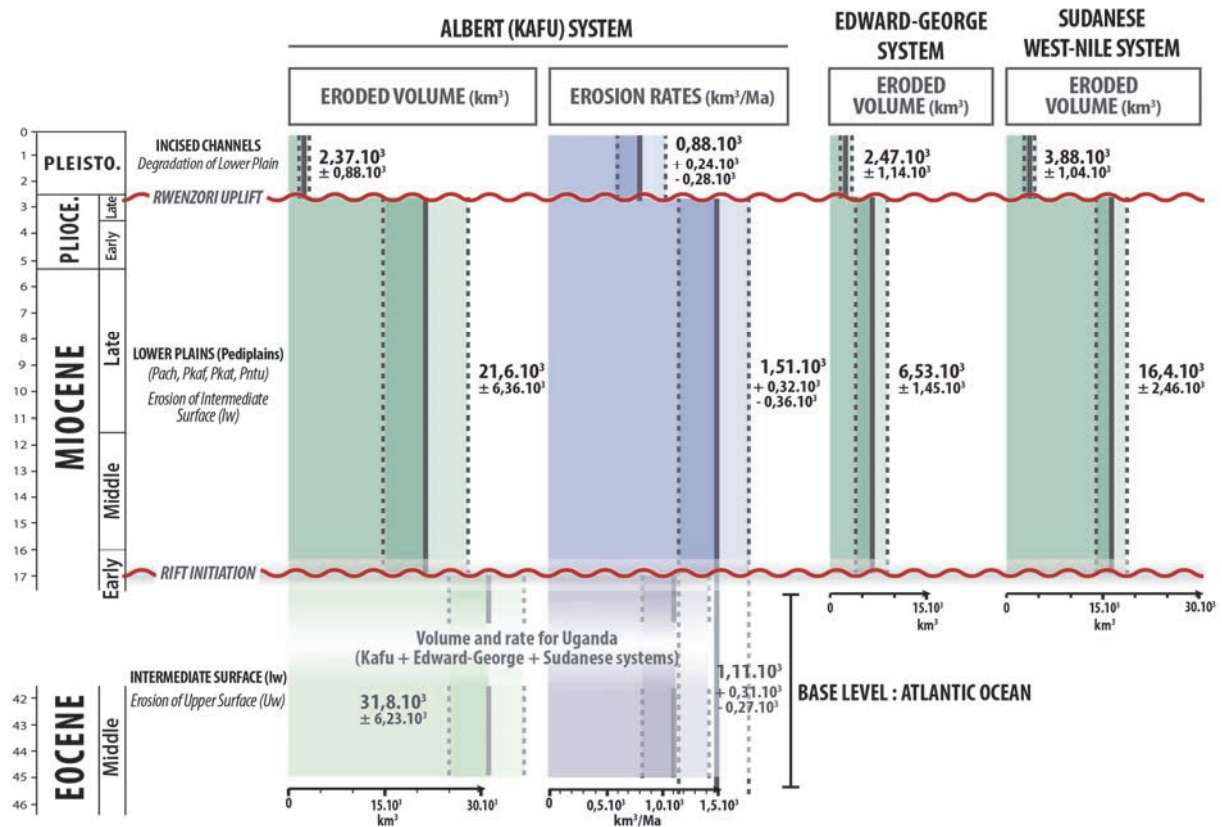 ALBERT (KAFU) SYSTEM
EDWARD-GEORGE
SYSTEM
SUDANESE
WEST-NILE SYSTEM
ERODED VOLUME (km³)
EROSION RATES (km³/Ma)
ERODED
VOLUME (km³)
ERODED
VOLUME (km³)
0
1
2
3
4
5
6
7
8
9
10
11
12
13
14
15
16
17
42
43
44
45
46
PLEISTO.
PLIOCE.
Late
Early
MIOCENE
Late
Middle
Early
EOCENE
Middle
INCISED CHANNELS
Degradation of Lower Plain
2,37.10³
± 0,88.10³
0,88.10³
+ 0,24.10³
- 0,28.10³
2,47.10³
± 1,14.10³
3,88.10³
± 1,04.10³
RWENZORI UPLIFT
LOWER PLAINS (Pediplains)
(Pach, Pkaf, Pkat, Pntu)
Erosion of Intermediate
Surface (Iw)
21,6.10³
± 6,36.10³
1,51.10³
+ 0,32.10³
- 0,36.10³
6,53.10³
± 1,45.10³
16,4.10³
± 2,46.10³
RIFT INITIATION
0 15.10³
km³
0 15.10³ 30.10³
km³
Volume and rate for Uganda
(Kafu + Edward-George + Sudanese systems)
INTERMEDIATE SURFACE (Iw)
Erosion of Upper Surface (Uw)
31,8.10³
± 6,23.10³
1,11.10³
+ 0,31.10³
- 0,27.10³
BASE LEVEL : ATLANTIC OCEAN
0 15.10³ 30.10³
km³
0 0,5.10³ 1,0.10³ 1,5.10³
km³/Ma